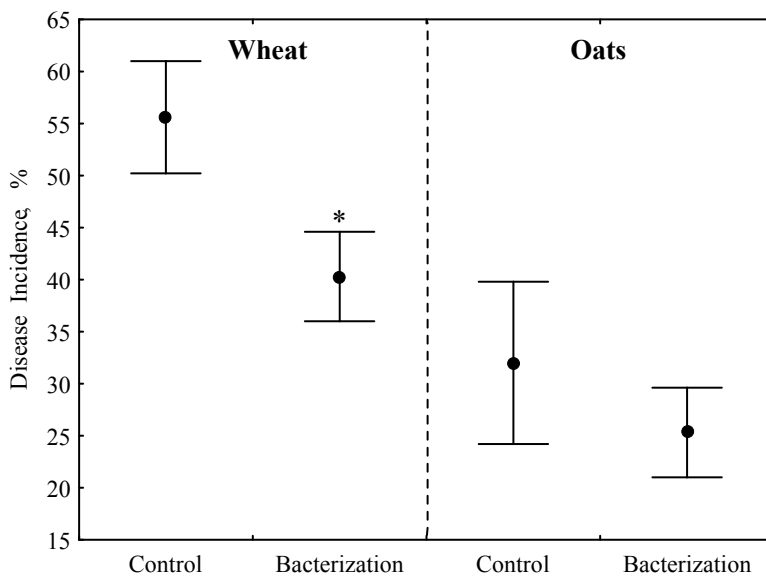 65
60
55
50
45
40
35
30
25
20
15
Disease Incidence, %
Wheat
Oats
*
Control
Bacterization
Control
Bacterization